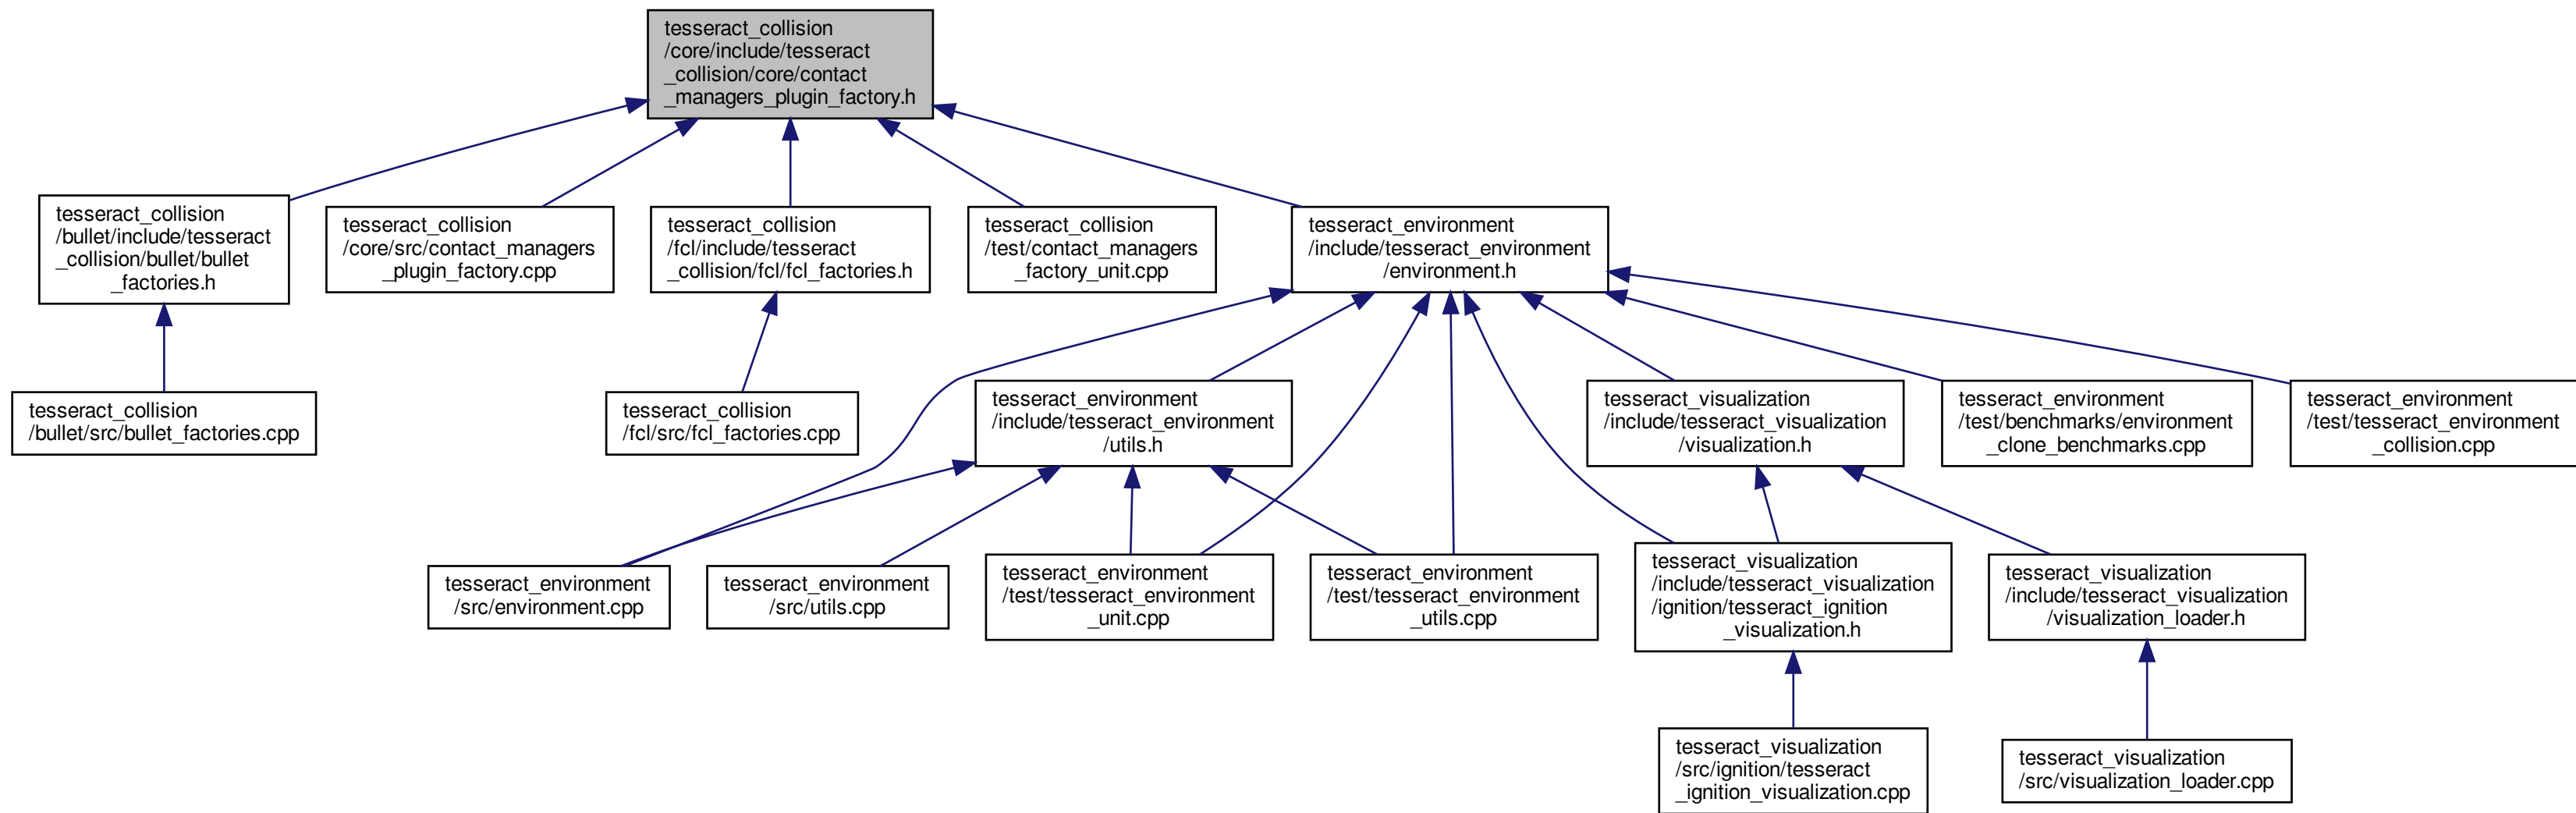 tesseract_collision
/core/include/tesseract
_collision/core/contact
_managers_plugin_factory.h
tesseract_collision
/bullet/include/tesseract
_collision/bullet/bullet
_factories.h
tesseract_collision
/core/src/contact_managers
_plugin_factory.cpp
tesseract_collision
/fcl/include/tesseract
_collision/fcl/fcl_factories.h
tesseract_collision
/test/contact_managers
_factory_unit.cpp
tesseract_environment
/include/tesseract_environment
/environment.h
tesseract_collision
/bullet/src/bullet_factories.cpp
tesseract_collision
/fcl/src/fcl_factories.cpp
tesseract_environment
/include/tesseract_environment
/utils.h
tesseract_visualization
/include/tesseract_visualization
/visualization.h
tesseract_environment
/test/benchmarks/environment
_clone_benchmarks.cpp
tesseract_environment
/test/tesseract_environment
_collision.cpp
tesseract_environment
/src/environment.cpp
tesseract_environment
/src/utils.cpp
tesseract_environment
/test/tesseract_environment
_unit.cpp
tesseract_environment
/test/tesseract_environment
_utils.cpp
tesseract_visualization
/include/tesseract_visualization
/ignition/tesseract_ignition
_visualization.h
tesseract_visualization
/include/tesseract_visualization
/visualization_loader.h
tesseract_visualization
/src/ignition/tesseract
_ignition_visualization.cpp
tesseract_visualization
/src/visualization_loader.cpp